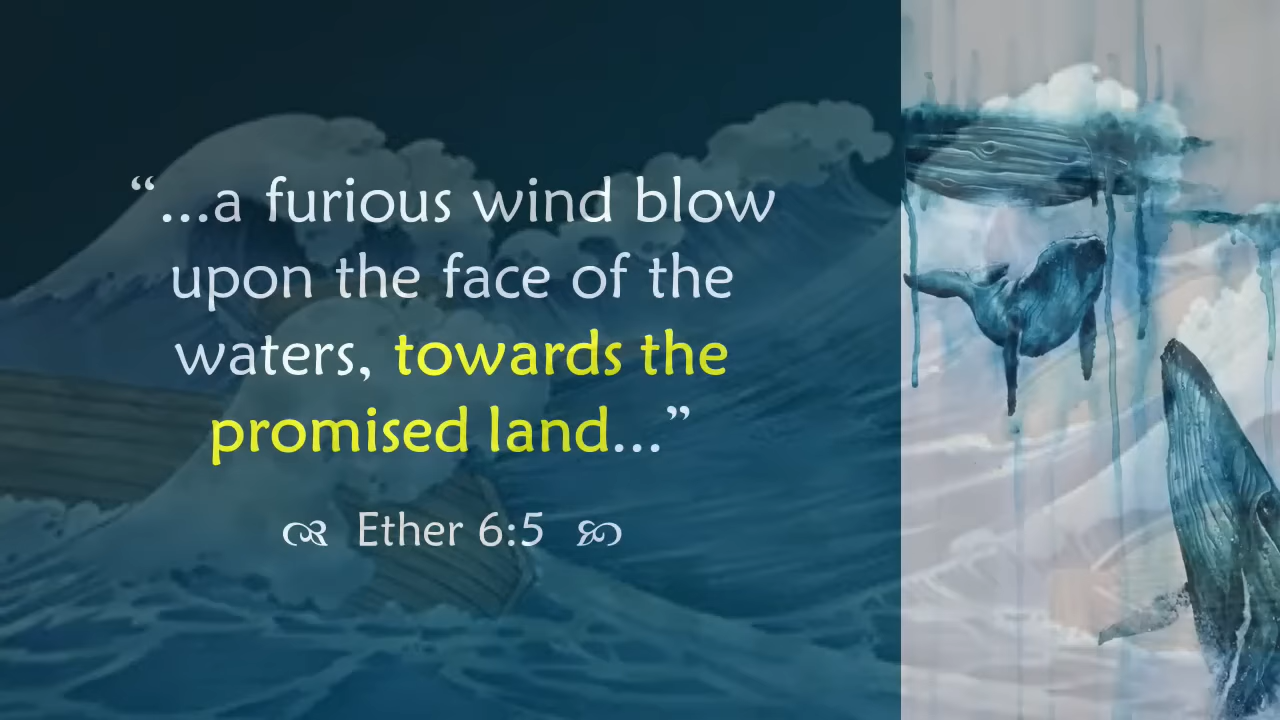 “...a furious wind blow
upon the face of the
waters, towards the
promised land...”
Ether 6:5